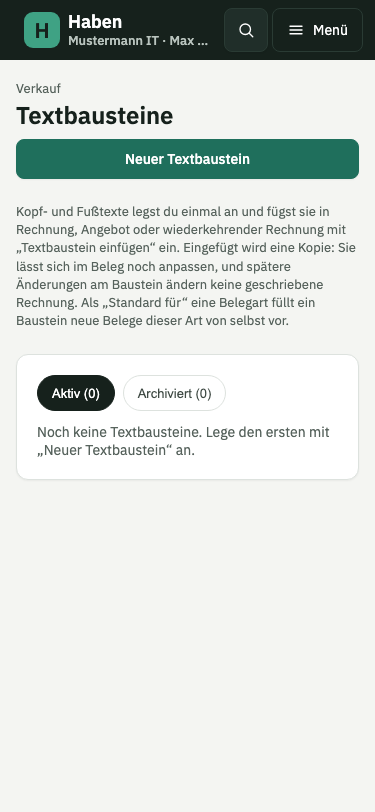 H
Haben
Mustermann IT · Max ...
Menü
Verkauf
Textbausteine
Neuer Textbaustein
Kopf- und Fußtexte legst du einmal an und fügst sie in
Rechnung, Angebot oder wiederkehrender Rechnung mit
„Textbaustein einfügen“ ein. Eingefügt wird eine Kopie: Sie
lässt sich im Beleg noch anpassen, und spätere
Änderungen am Baustein ändern keine geschriebene
Rechnung. Als „Standard für“ eine Belegart füllt ein
Baustein neue Belege dieser Art von selbst vor.
Aktiv (0)
Archiviert (0)
Noch keine Textbausteine. Lege den ersten mit
„Neuer Textbaustein“ an.